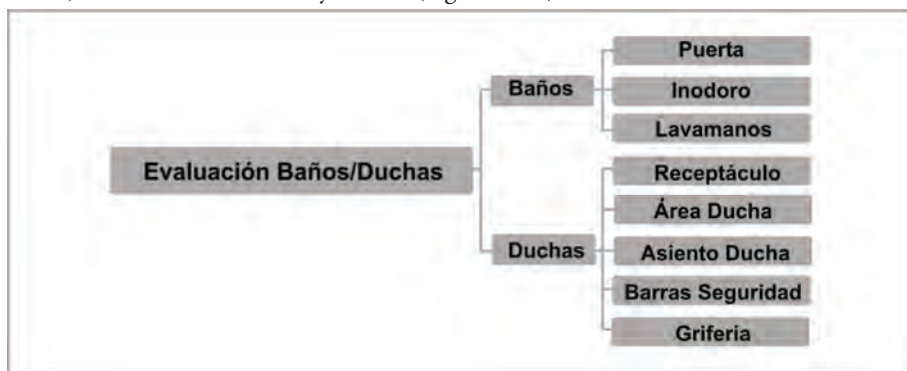 Evaluación Baños/Duchas
Baños
Puerta
Inodoro
Lavamanos
Duchas
Receptáculo
Área Ducha
Asiento Ducha
Barras Seguridad
Griferia